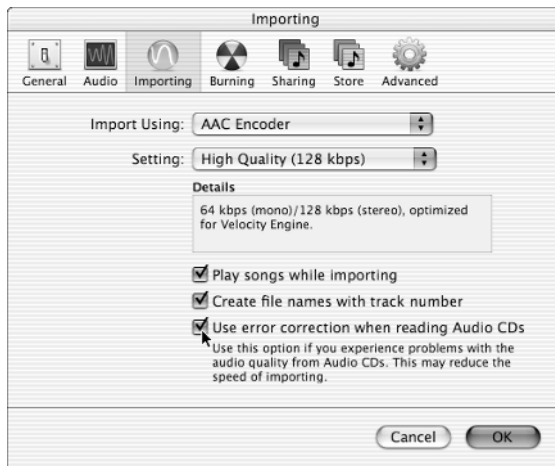 Importing
General Audio Importing Burning Sharing Store Advanced
Import Using: AAC Encoder
Setting: High Quality (128 kbps)
Details
64 kbps (mono)/128 kbps (stereo), optimized
for Velocity Engine.
Play songs while importing
Create file names with track number
Use error correction when reading Audio CDs
Use this option if you experience problems with the
audio quality from Audio CDs. This may reduce the
speed of importing.
Cancel OK